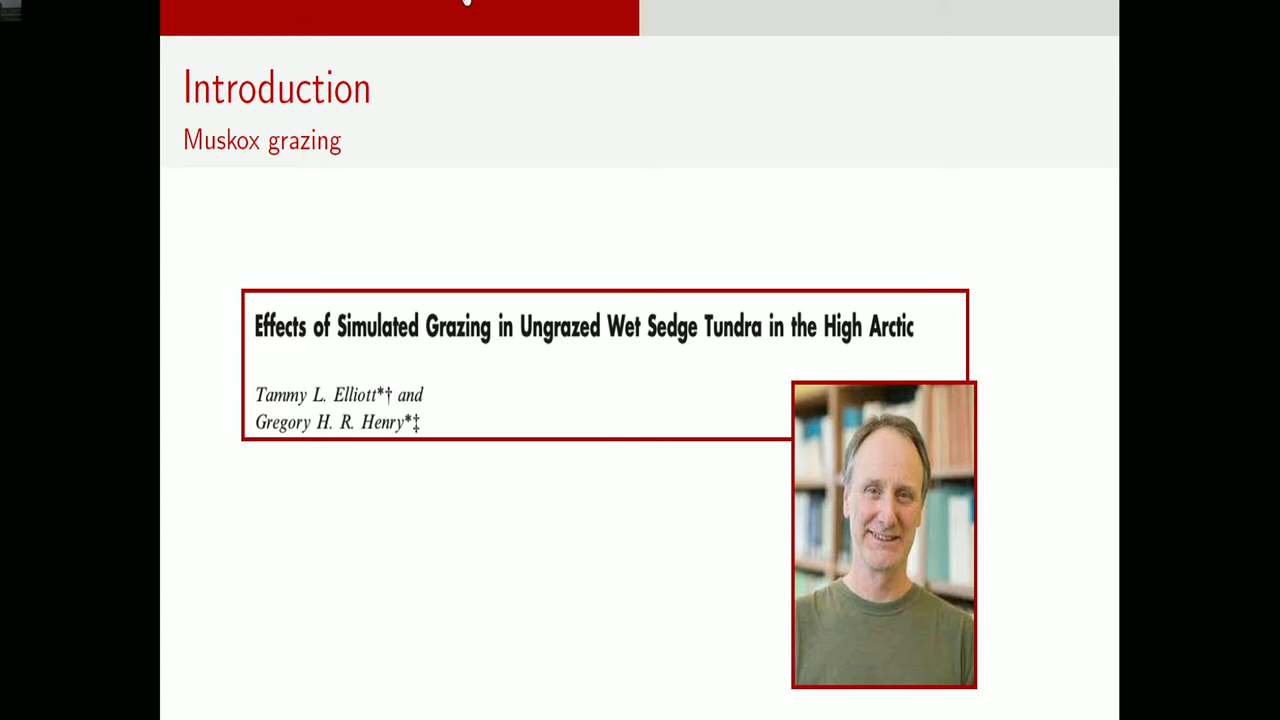 Introduction
Muskox grazing
Effects of Simulated Grazing in Ungrazed Wet Sedge Tundra in the High Arctic
Tammy L. Elliott*† and
Gregory H. R. Henry*‡